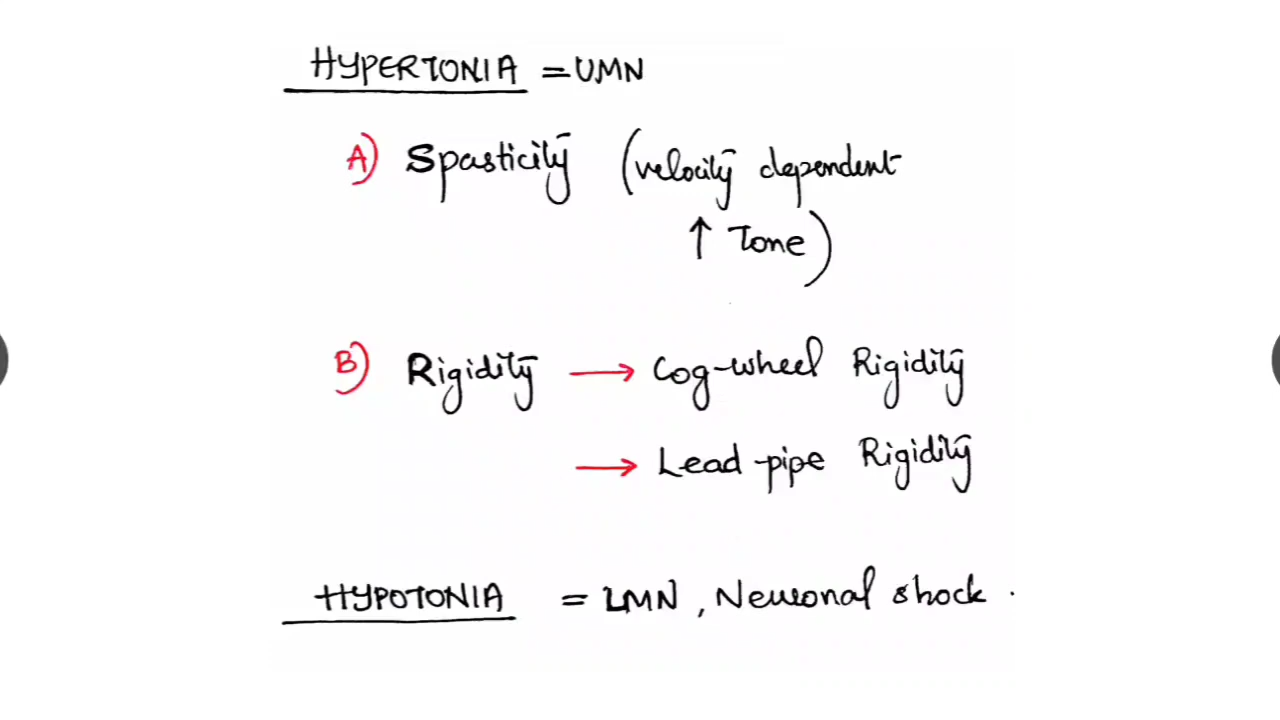 HYPERTONIA = UMN
A) Spasticity (velocity dependent
↑ Tone)
B) Rigidity → Cog-wheel Rigidity
→ Lead-pipe Rigidity
HYPOTONIA = LMN, Neuronal shock.